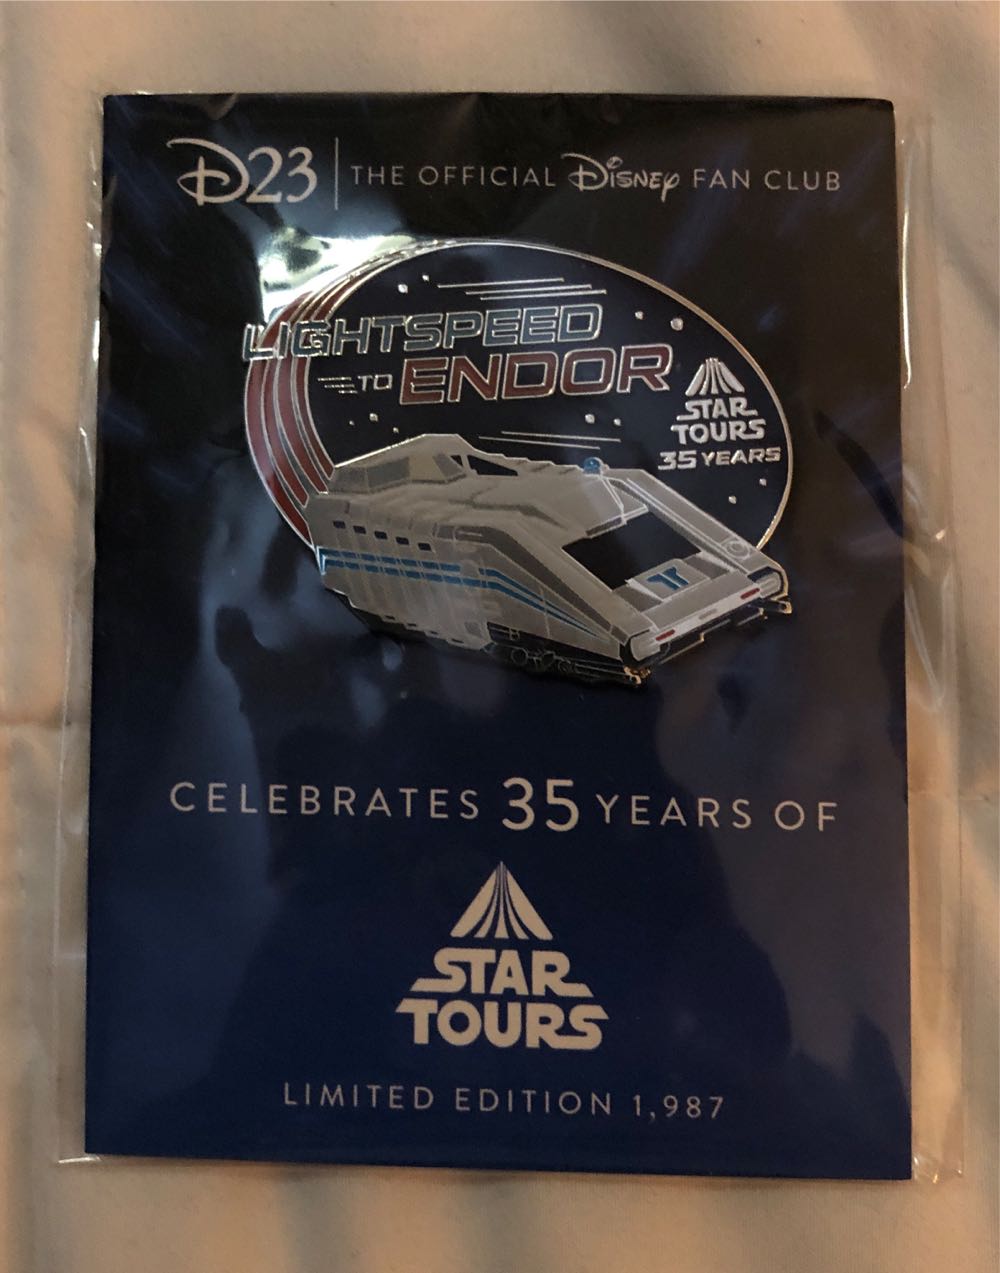 D23 | THE OFFICIAL Disney FAN CLUB
LIGHTSPEED
TO ENDOR
STAR
TOURS
35 YEARS
CELEBRATES 35 YEARS OF
STAR
TOURS
LIMITED EDITION 1,987